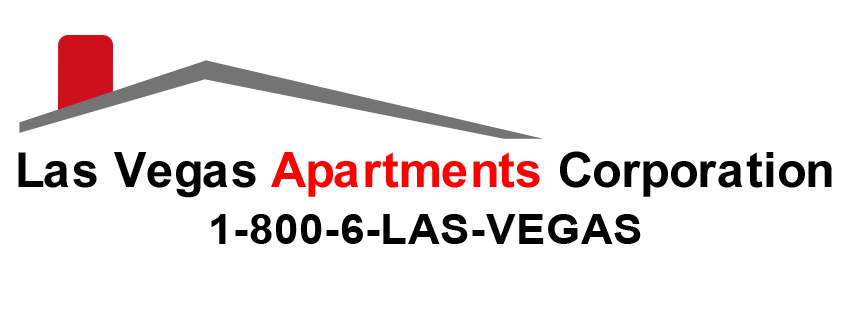 Las Vegas Apartments Corporation
1-800-6-LAS-VEGAS